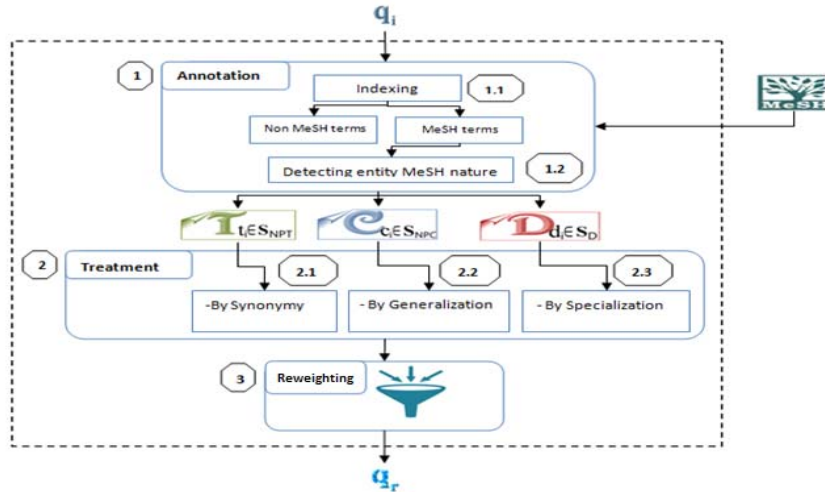 qi
1 Annotation
Indexing 1.1
MeSH
Non MeSH terms MeSH terms
Detecting entity MeSH nature 1.2
T ti∈SNPT C ci∈SNPC D di∈SD
2 Treatment 2.1 2.2 2.3
-By Synonymy - By Generalization - By Specialization
3 Reweighting
qr